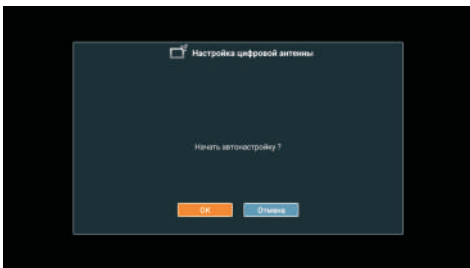 Настройка цифровой антенны
Начать автонастройку ?
OK
Отмена